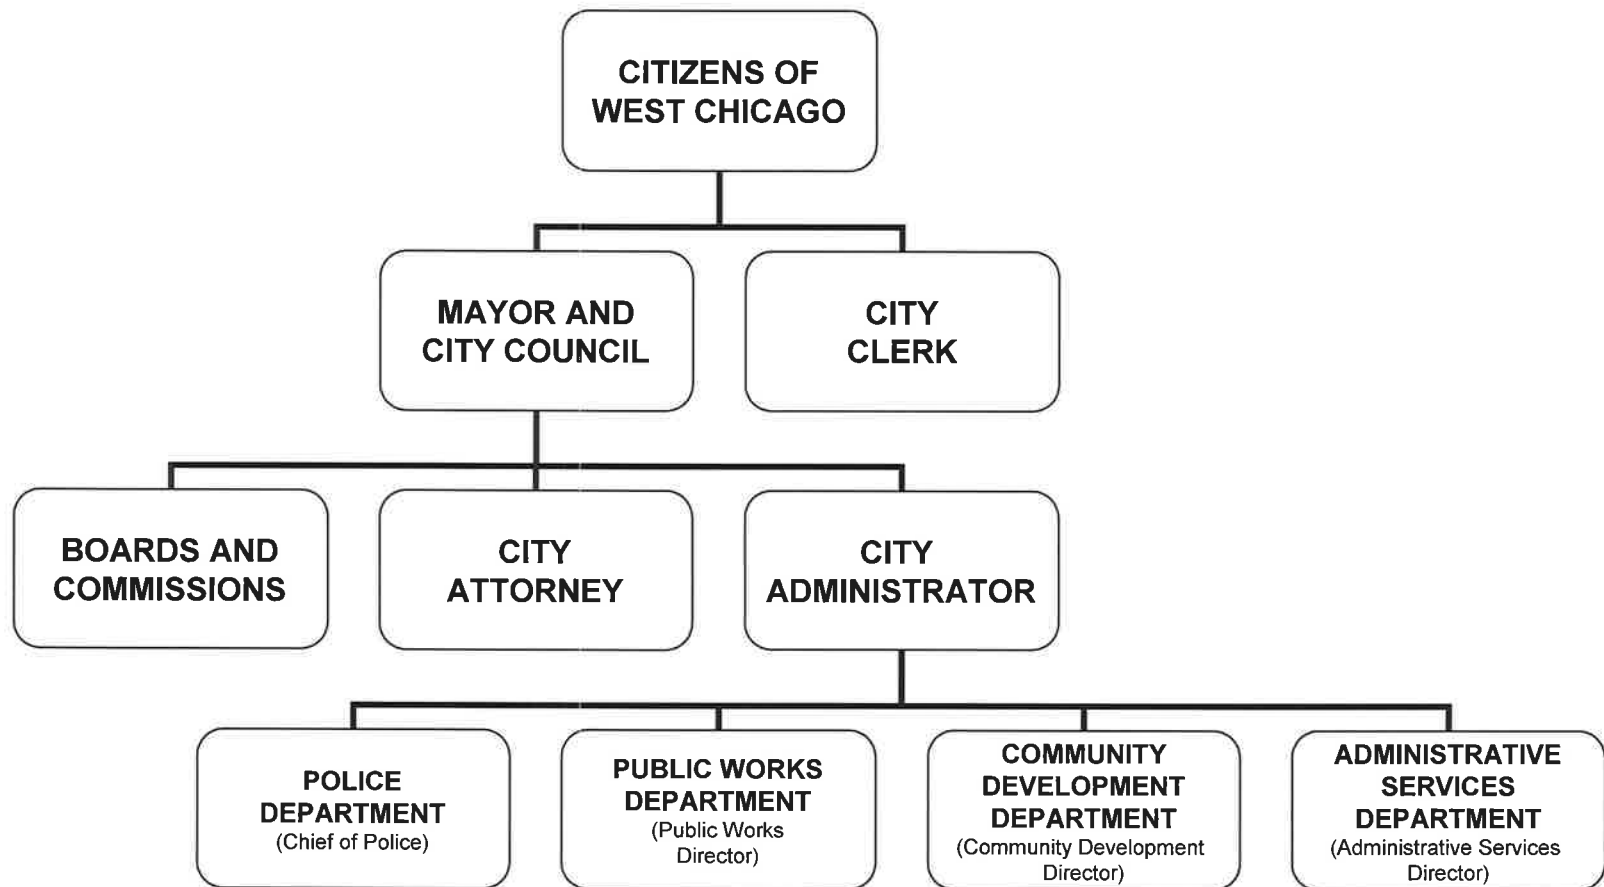 CITIZENS OF
WEST CHICAGO
MAYOR AND
CITY COUNCIL
CITY
CLERK
BOARDS AND
COMMISSIONS
CITY
ATTORNEY
CITY
ADMINISTRATOR
POLICE
DEPARTMENT
(Chief of Police)
PUBLIC WORKS
DEPARTMENT
(Public Works
Director)
COMMUNITY
DEVELOPMENT
DEPARTMENT
(Community Development
Director)
ADMINISTRATIVE
SERVICES
DEPARTMENT
(Administrative Services
Director)